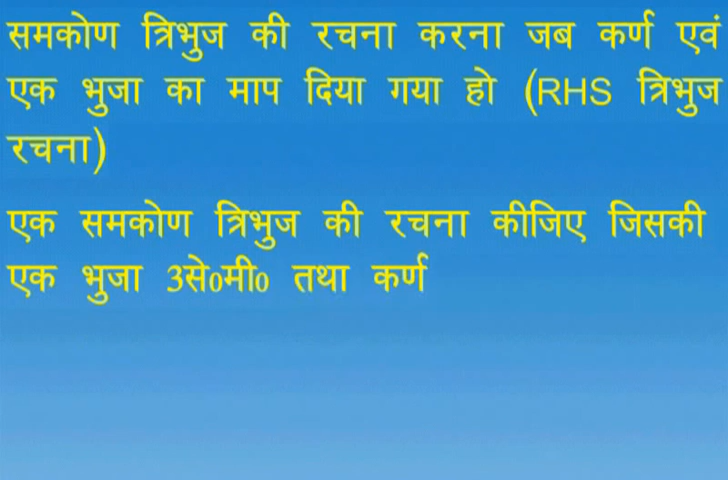 समकोण त्रिभुज की रचना करना जब कर्ण एवं
एक भुजा का माप दिया गया हो (RHS त्रिभुज
रचना)
एक समकोण त्रिभुज की रचना कीजिए जिसकी
एक भुजा 3से०मी० तथा कर्ण